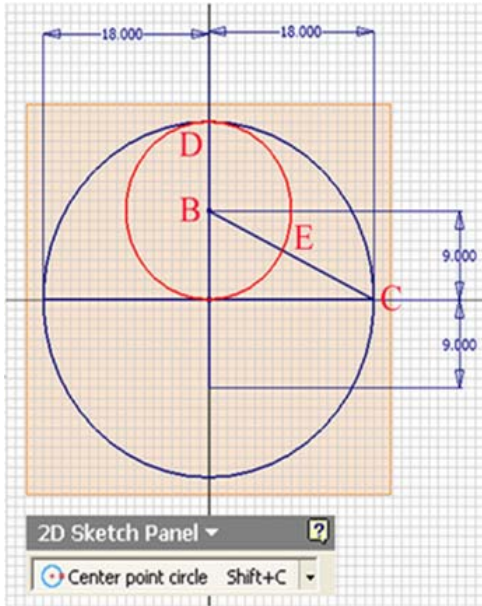 18.000 18.000
D
B
E
9.000
C
9.000
2D Sketch Panel
Center point circle Shift+C